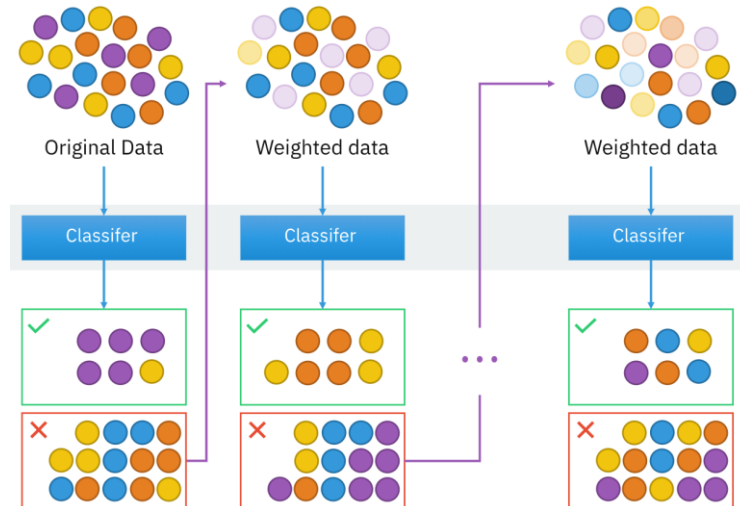 Original Data
Weighted data
Weighted data
Classifer
Classifer
Classifer